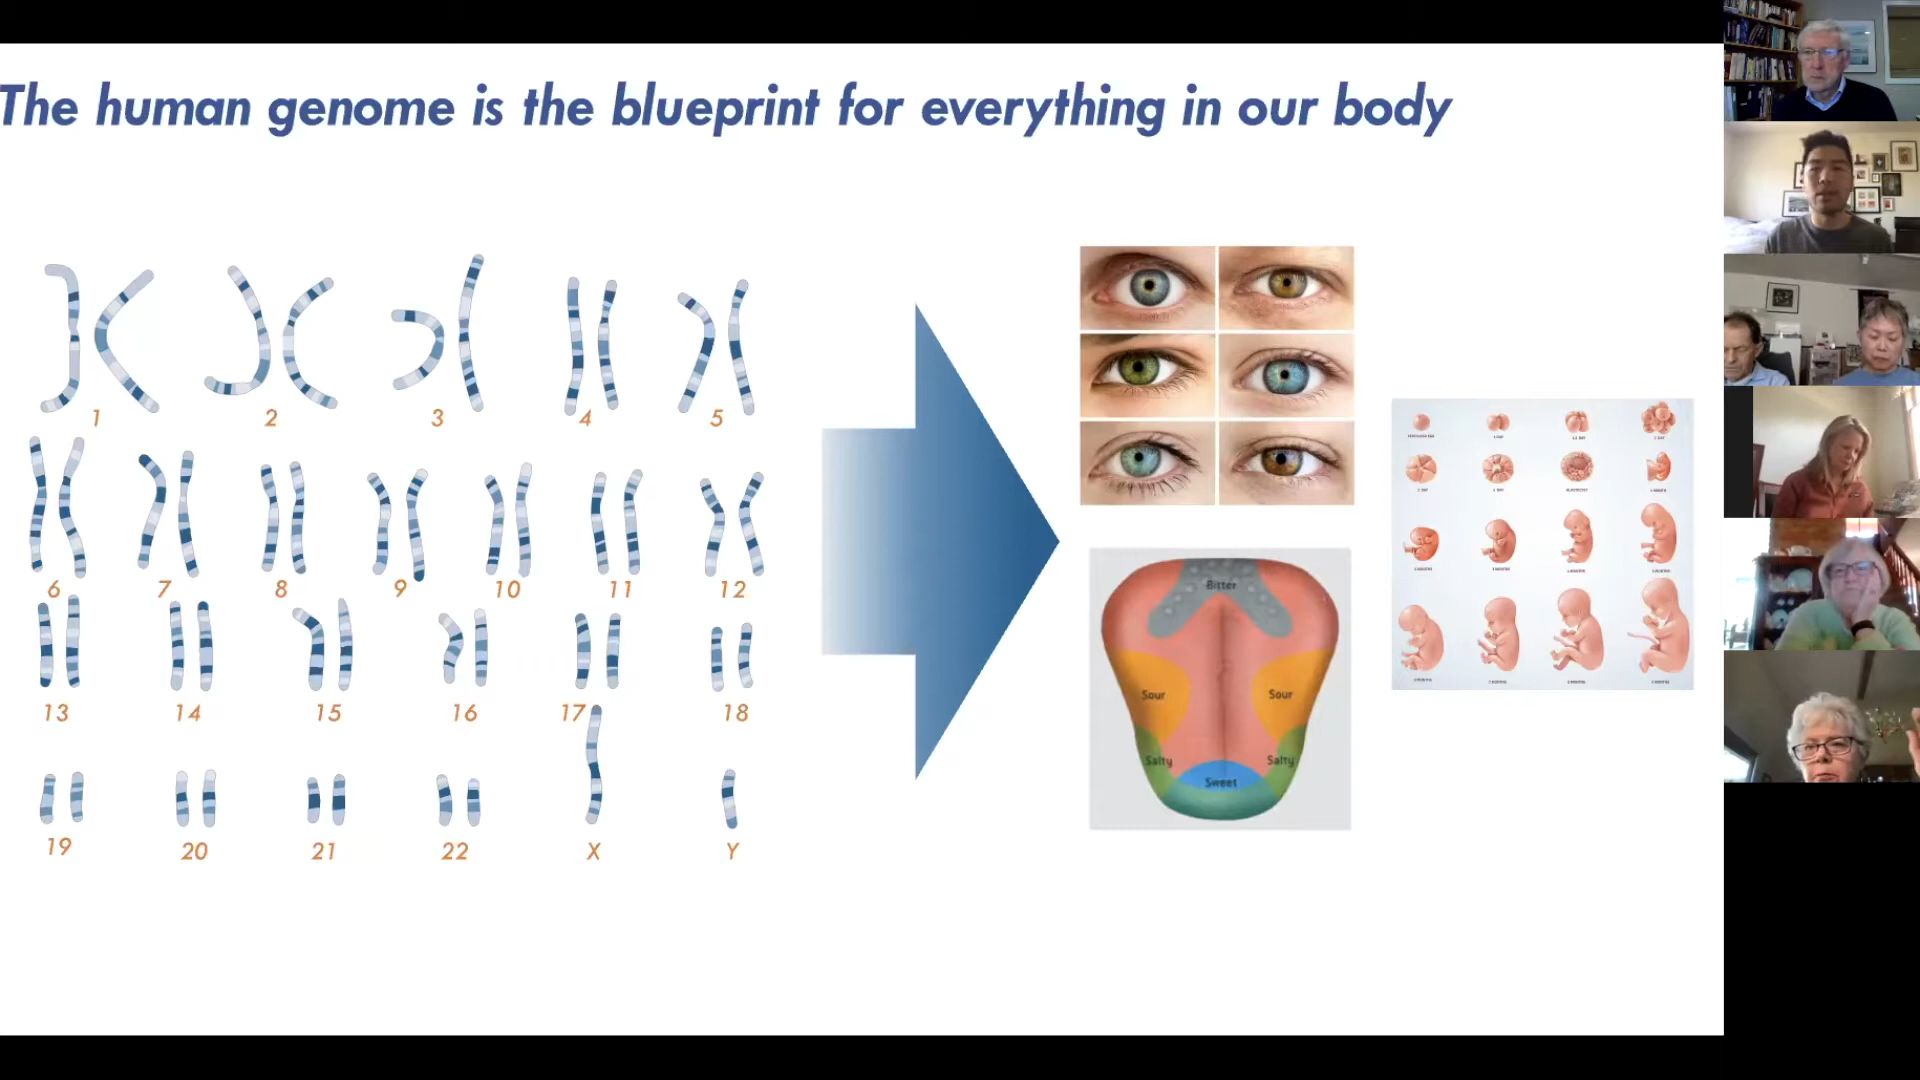 The human genome is the blueprint for everything in our body
1 2 3 4 5
6 7 8 9 10 11 12
13 14 15 16 17 18
19 20 21 22 X Y
Bitter
Sour Sour
Salty Salty
Sweet